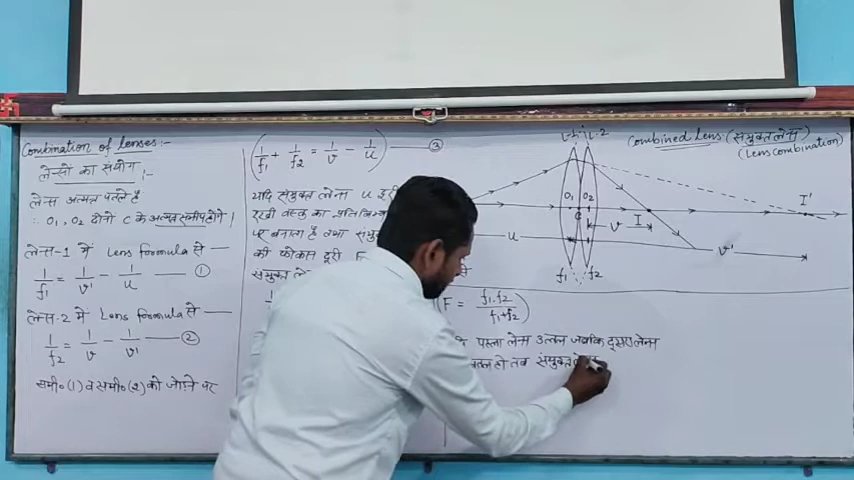 Combination of lenses:-
लेन्सों का संयोग,-
लेन्स अत्यन्त पतले है
∴ O₁, O₂ दोनो C के अत्यन्त समीप होगे।
लेन्स-1 में lens formula से —
1/f₁ = 1/v' - 1/u —— ①
लेन्स-2 में Lens formula से —
1/f₂ = 1/v - 1/v' —— ②
समी० (1) व समी० (2) को जोड़ने पर
(1/f₁ + 1/f₂ = 1/v - 1/u) —— ③
यदि संयुक्त लेन्स u दूरी
रखी वस्तु का प्रतिबिम्ब
पर बनाता है तथा
की फोकस दूरी F
से
F = f₁.f₂/f₁+f₂
पहला लेन्स उत्तल जबकि दूसरा लेन्स
हो तब संयुक्त
Combined Lens (संयुक्त लेन्स)
(Lens combination)
L-1 L-2
O₁ O₂
C
I
I'
u
v
v'
f₁ f₂